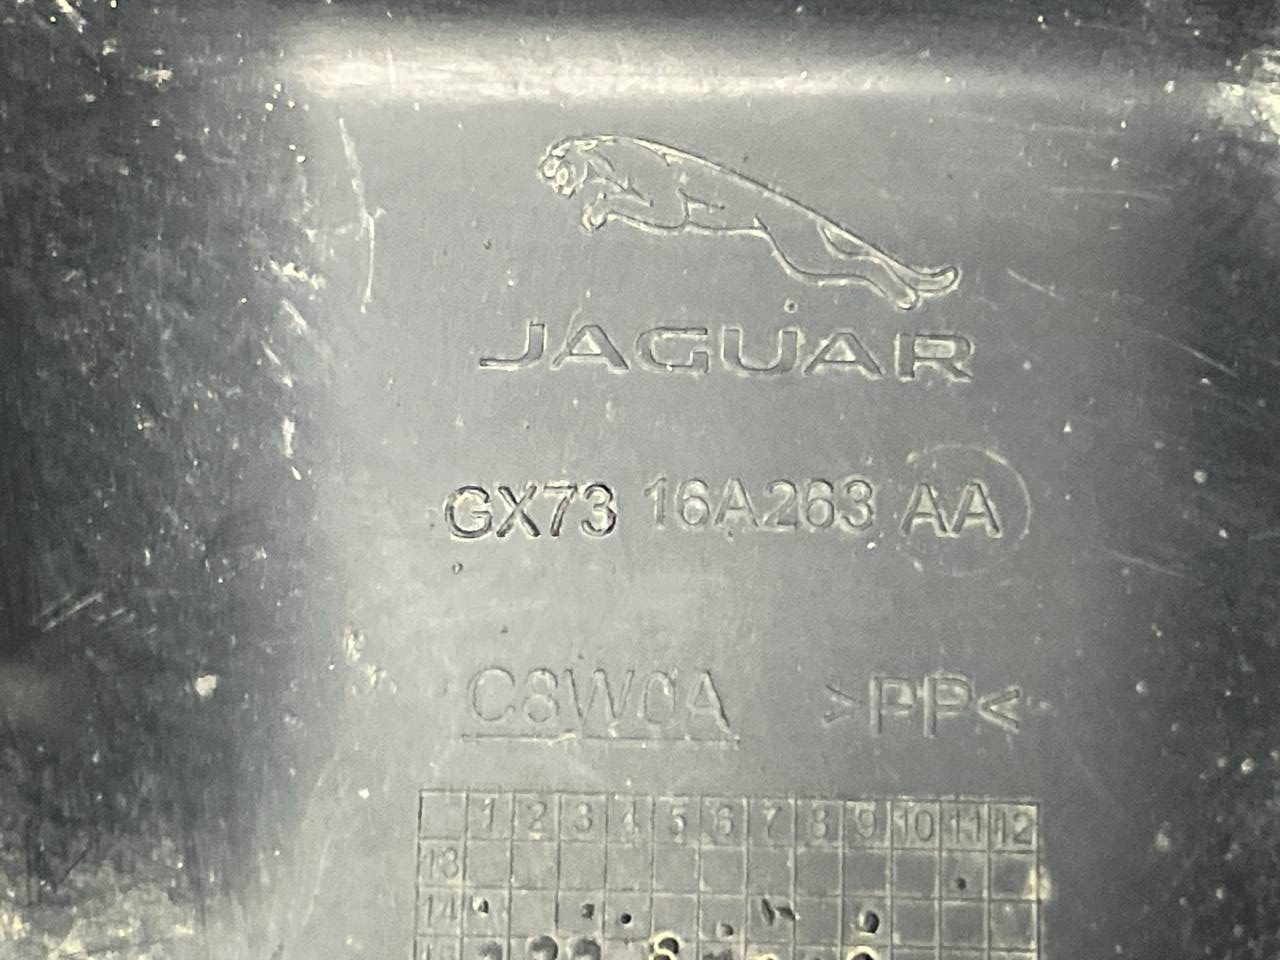 JAGUAR
GX73 16A263 AA
C8W0A >PP<
1 2 3 4 5 6 7 8 9 10 11 12
13
14